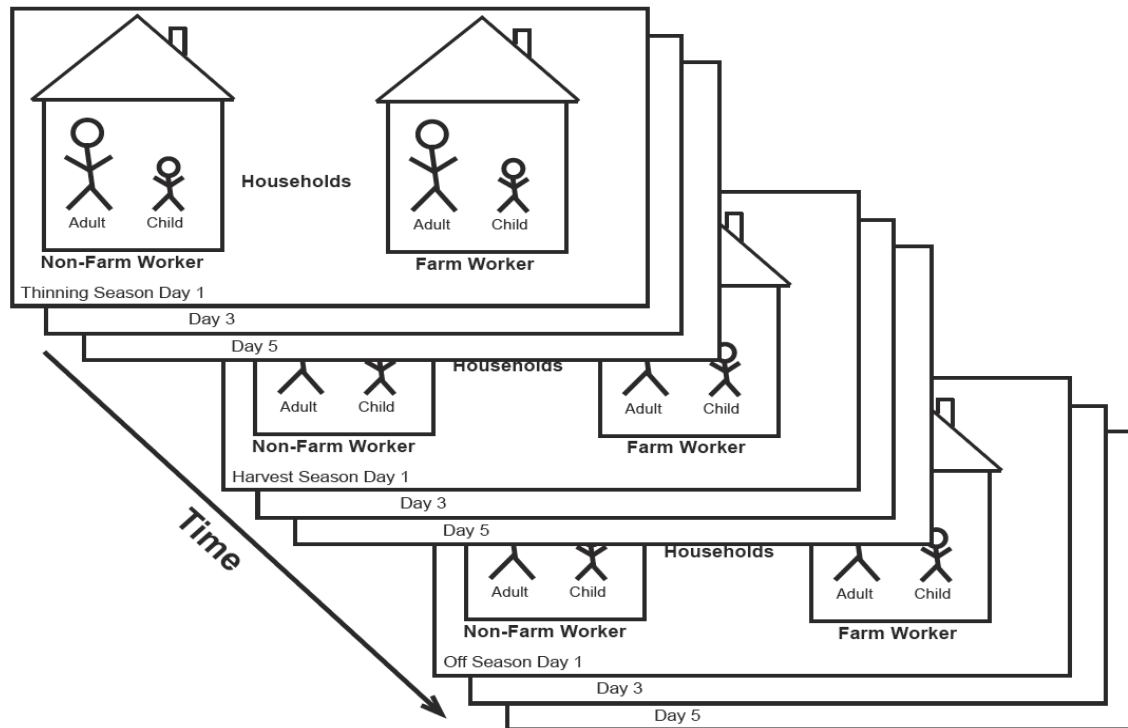 Adult
Child
Households
Adult
Child
Non-Farm Worker
Farm Worker
Thinning Season Day 1
Day 3
Day 5
Households
Adult
Child
Adult
Child
Non-Farm Worker
Farm Worker
Harvest Season Day 1
Day 3
Day 5
Time
Households
Adult
Child
Adult
Child
Non-Farm Worker
Farm Worker
Off Season Day 1
Day 3
Day 5